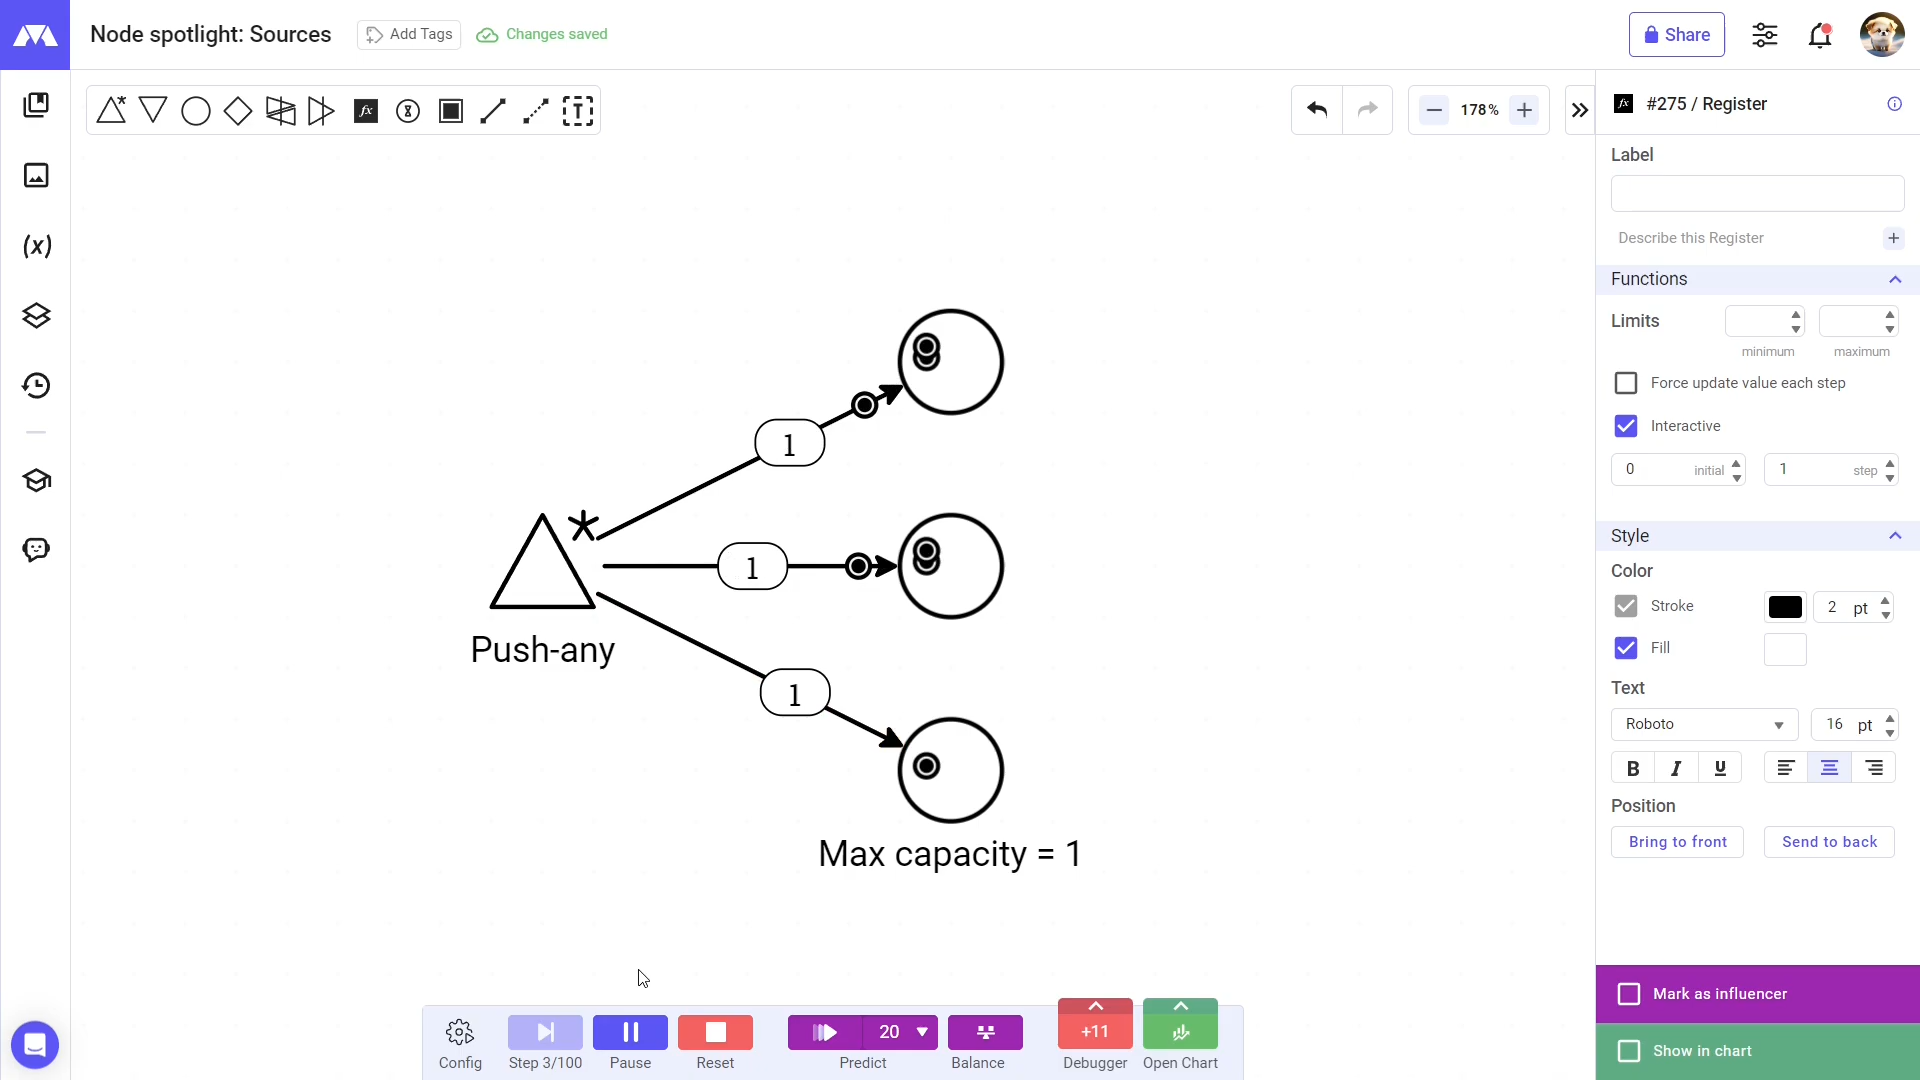 Node spotlight: Sources
Add Tags
Changes saved
Share
fx
T
178%
fx
#275 / Register
Label
(x)
Describe this Register
Functions
Limits
minimum
maximum
Force update value each step
Interactive
0 initial
1 step
1
1
1
Push-any
Max capacity = 1
Style
Color
Stroke
2 pt
Fill
Text
Roboto
16 pt
B I U
Position
Bring to front
Send to back
Mark as influencer
Show in chart
20
+11
Config
Step 3/100
Pause
Reset
Predict
Balance
Debugger
Open Chart